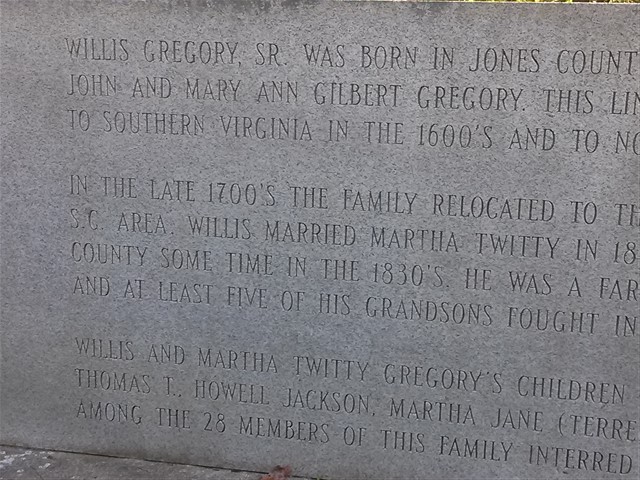 WILLIS GREGORY, SR. WAS BORN IN JONES COUNT
JOHN AND MARY ANN GILBERT GREGORY. THIS LIN
TO SOUTHERN VIRGINIA IN THE 1600'S AND TO NO
IN THE LATE 1700'S THE FAMILY RELOCATED TO TH
S.C. AREA. WILLIS MARRIED MARTHA TWITTY IN 18
COUNTY SOME TIME IN THE 1830'S. HE WAS A FAR
AND AT LEAST FIVE OF HIS GRANDSONS FOUGHT IN
WILLIS AND MARTHA TWITTY GREGORY'S CHILDREN
THOMAS T., HOWELL JACKSON, MARTHA JANE (TERRE
AMONG THE 28 MEMBERS OF THIS FAMILY INTERRED